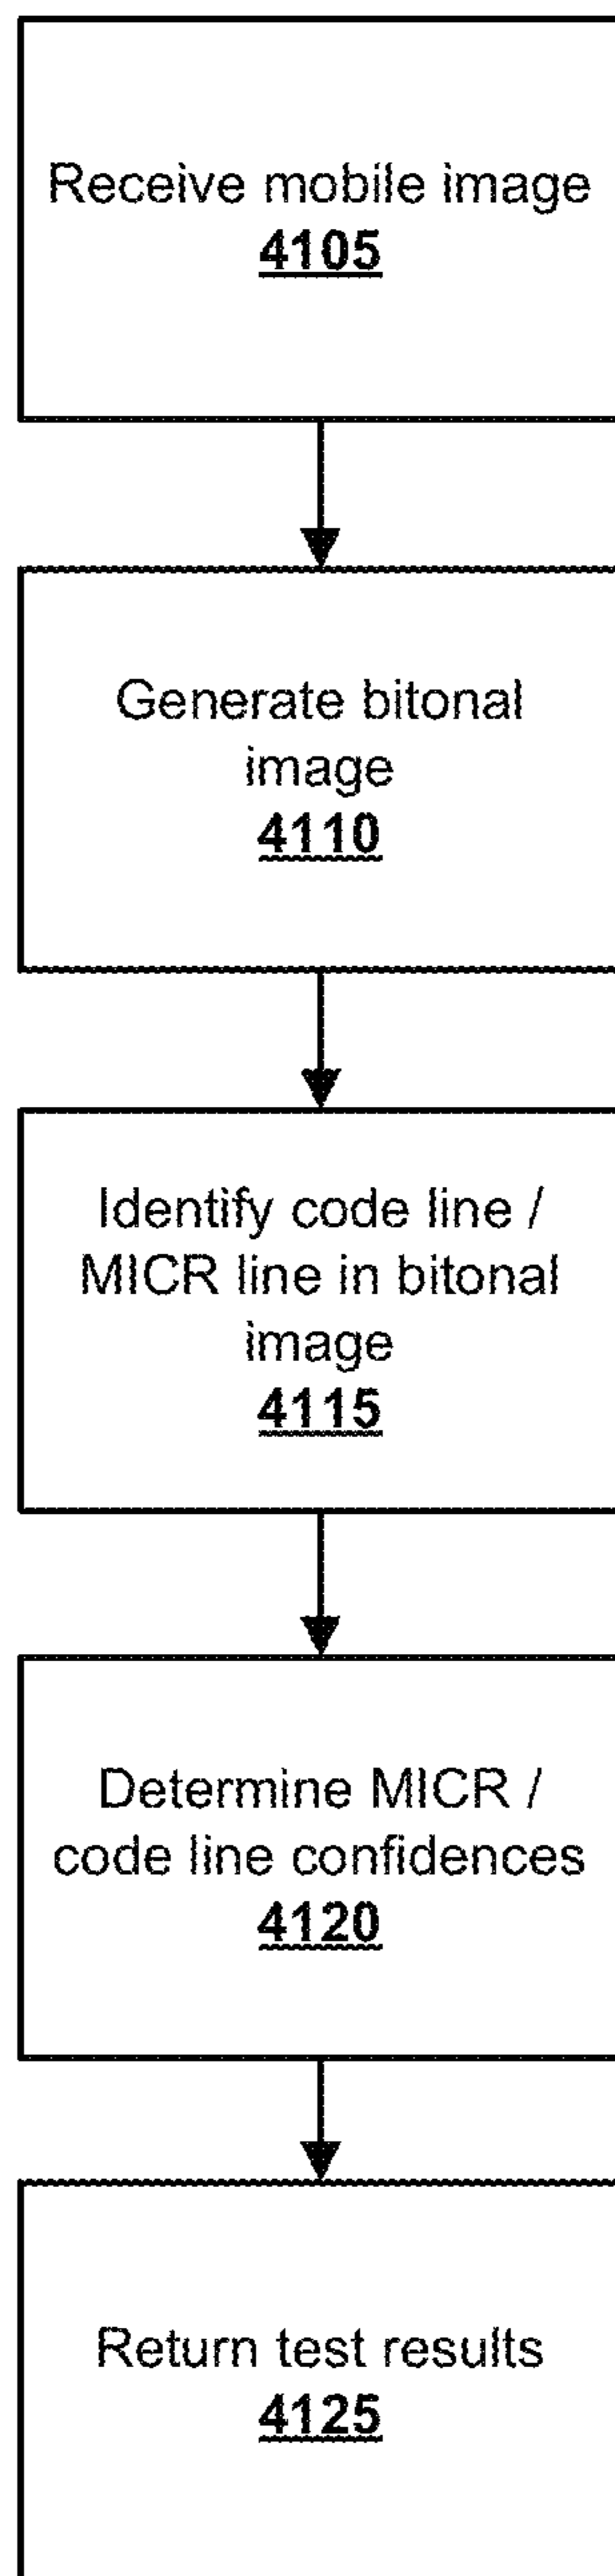 Receive mobile image
4105
Generate bitonal
image
4110
Identify code line /
MICR line in bitonal
image
4115
Determine MICR /
code line confidences
4120
Return test results
4125